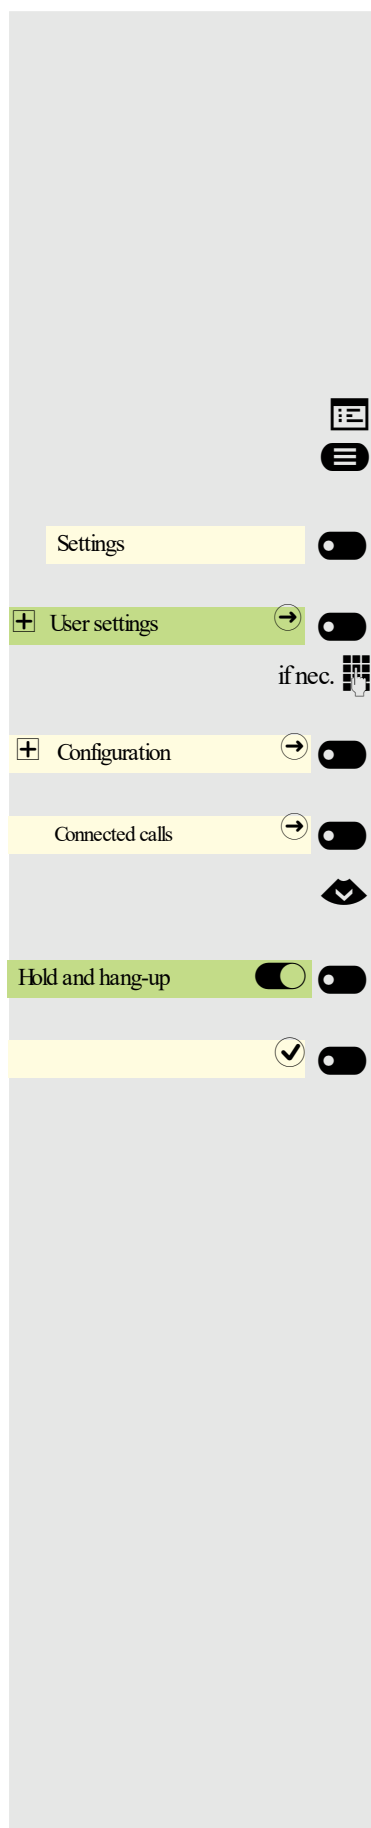 Settings
User settings
if nec.
Configuration
Connected calls
Hold and hang-up